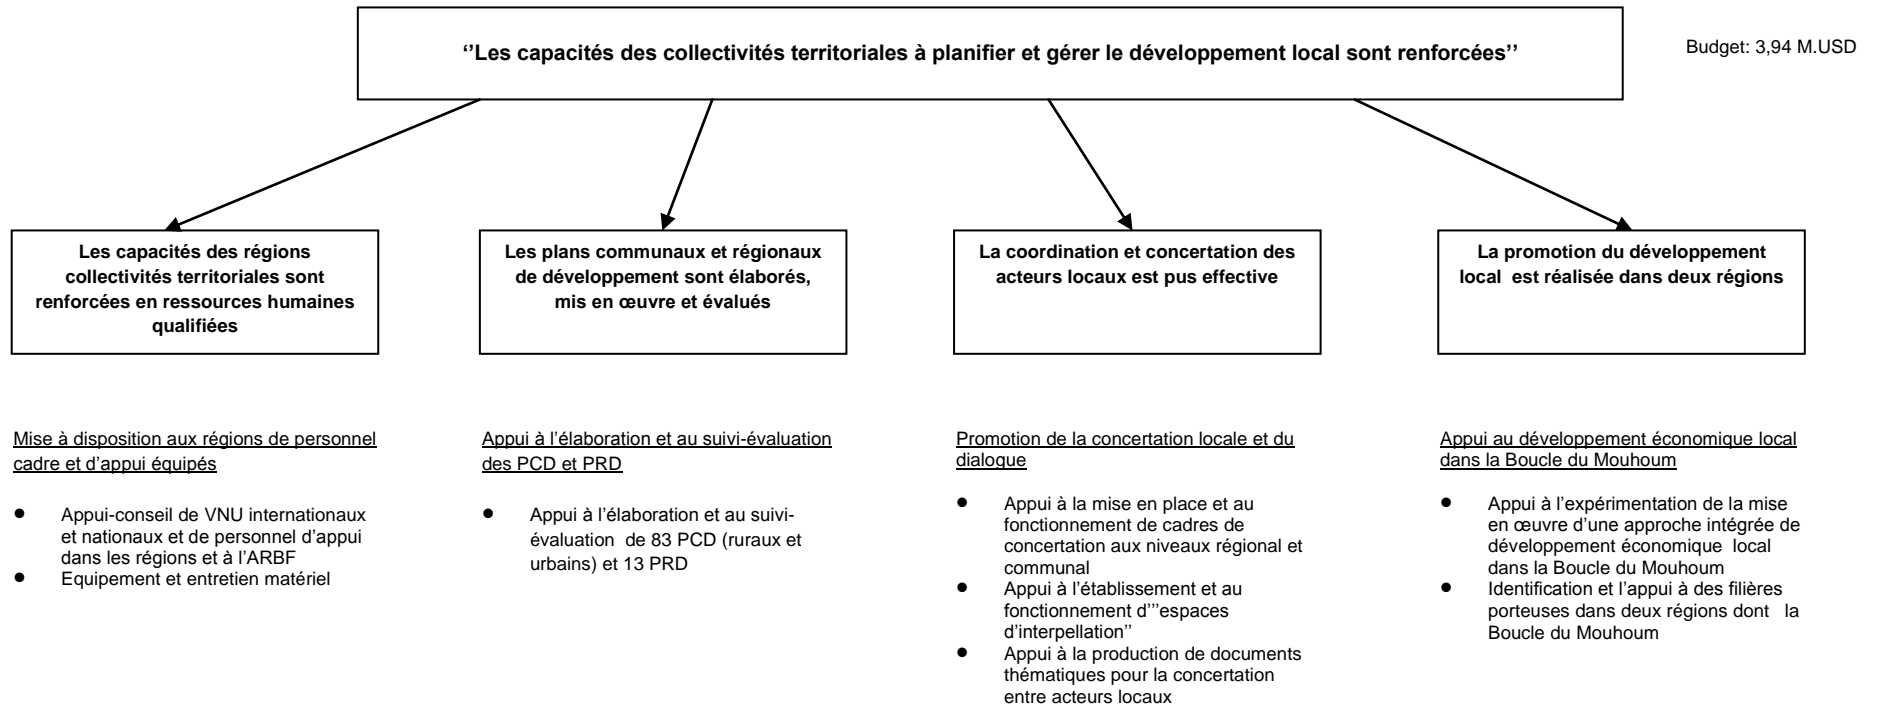 ‘’Les capacités des collectivités territoriales à planifier et gérer le développement local sont renforcées’’
Budget: 3,94 M.USD
Les capacités des régions
collectivités territoriales sont
renforcées en ressources humaines
qualifiées
Les plans communaux et régionaux
de développement sont élaborés,
mis en œuvre et évalués
La coordination et concertation des
acteurs locaux est pus effective
La promotion du développement
local est réalisée dans deux régions
Mise à disposition aux régions de personnel
cadre et d’appui équipés
● Appui-conseil de VNU internationaux
et nationaux et de personnel d’appui
dans les régions et à l’ARBF
● Equipement et entretien matériel
Appui à l’élaboration et au suivi-évaluation
des PCD et PRD
● Appui à l’élaboration et au suivi-
évaluation de 83 PCD (ruraux et
urbains) et 13 PRD
Promotion de la concertation locale et du
dialogue
● Appui à la mise en place et au
fonctionnement de cadres de
concertation aux niveaux régional et
communal
● Appui à l’établissement et au
fonctionnement d’’’espaces
d’interpellation’’
● Appui à la production de documents
thématiques pour la concertation
entre acteurs locaux
Appui au développement économique local
dans la Boucle du Mouhoum
● Appui à l’expérimentation de la mise
en œuvre d’une approche intégrée de
développement économique local
dans la Boucle du Mouhoum
● Identification et l’appui à des filières
porteuses dans deux régions dont la
Boucle du Mouhoum